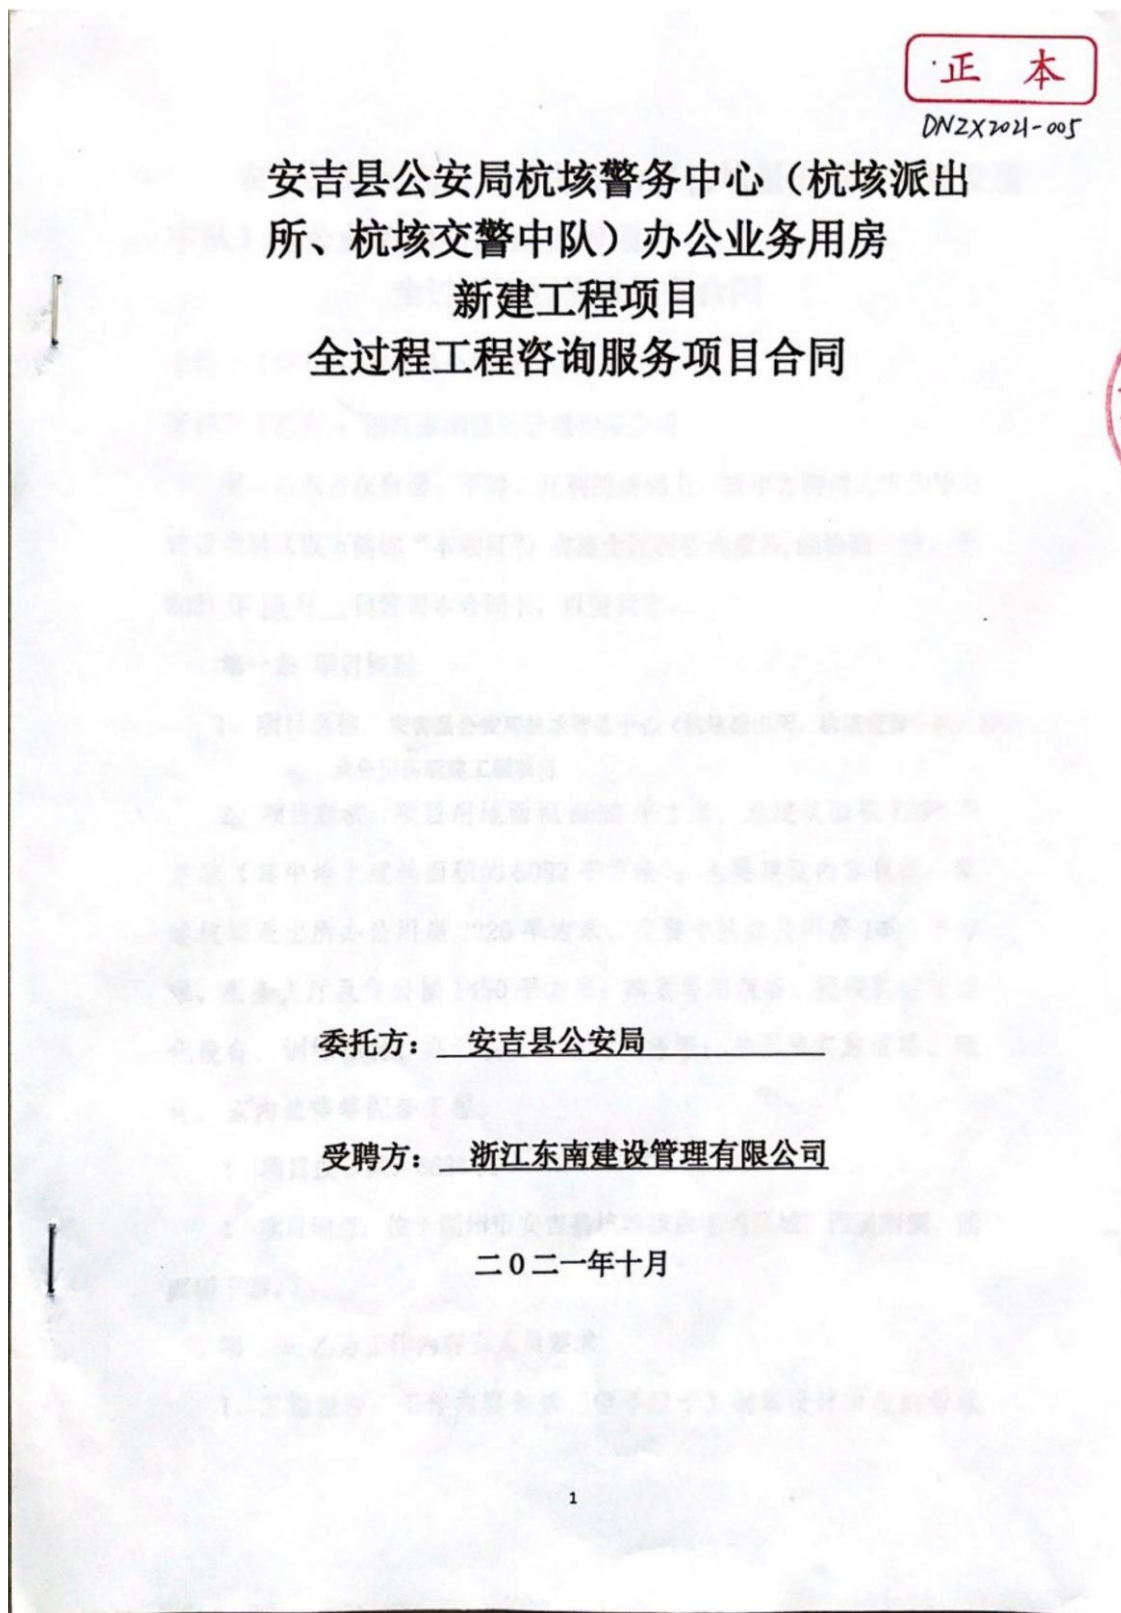 正 本
DNZX2021-005
安吉县公安局杭垓警务中心（杭垓派出
所、杭垓交警中队）办公业务用房
新建工程项目
全过程工程咨询服务项目合同
委托方： 安吉县公安局
受聘方： 浙江东南建设管理有限公司
二0二一年十月
1